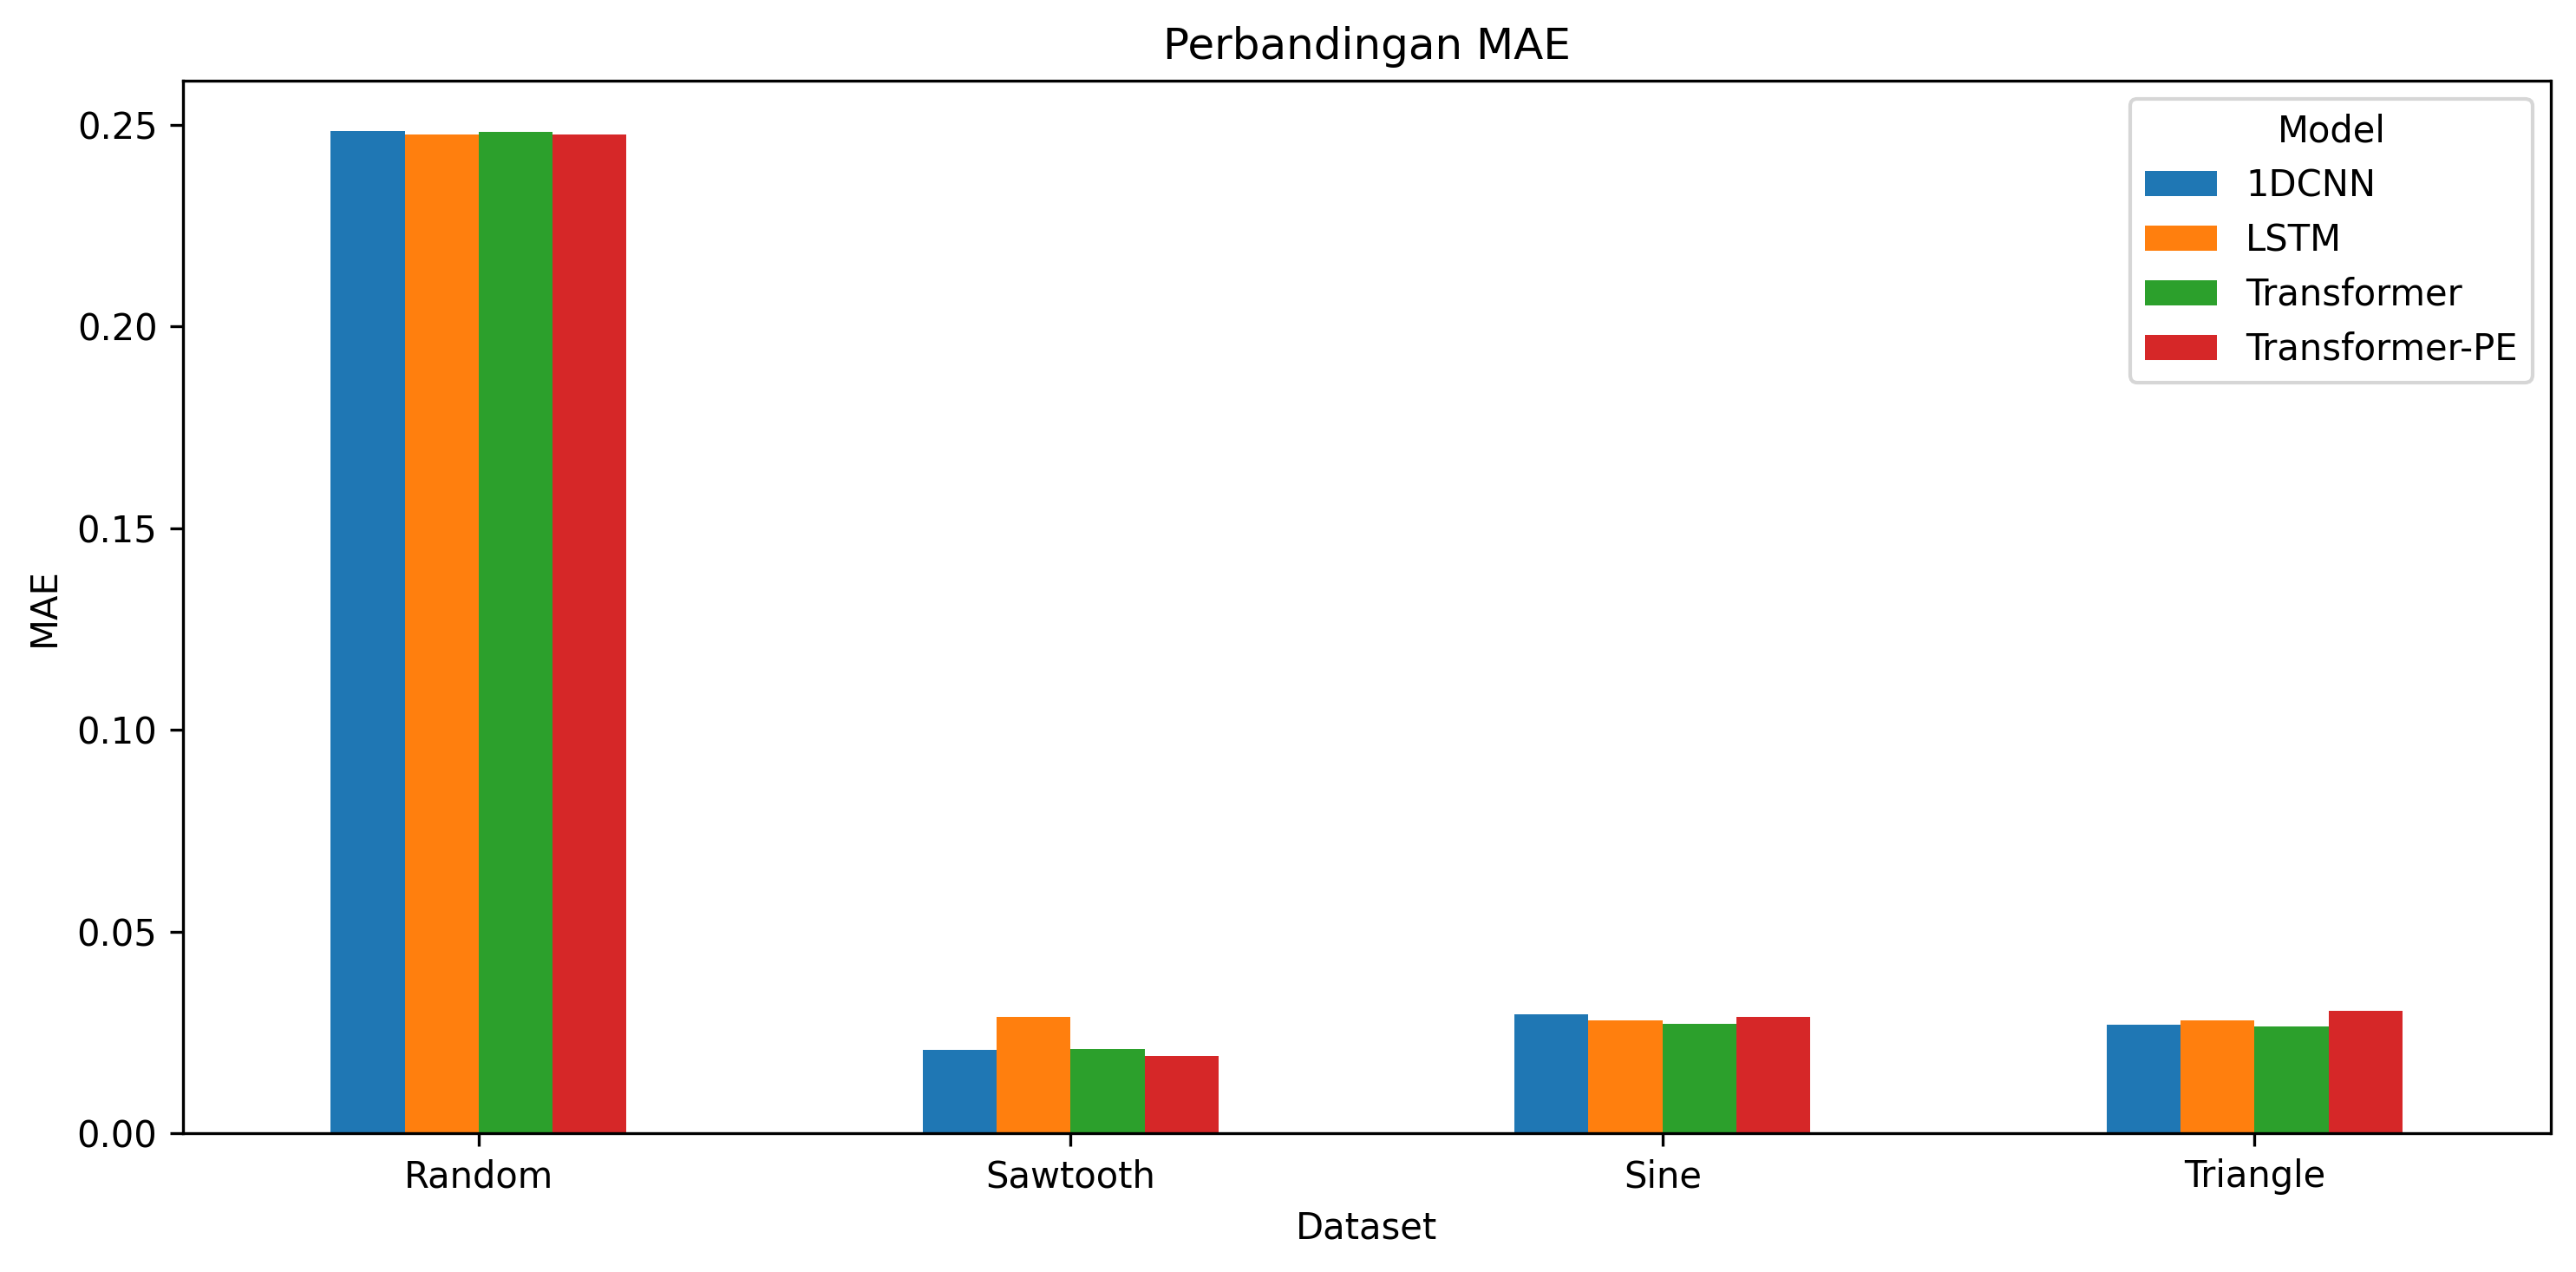 Perbandingan MAE
0.25
0.20
0.15
0.10
0.05
0.00
MAE
Model
1DCNN
LSTM
Transformer
Transformer-PE
Random
Sawtooth
Sine
Triangle
Dataset